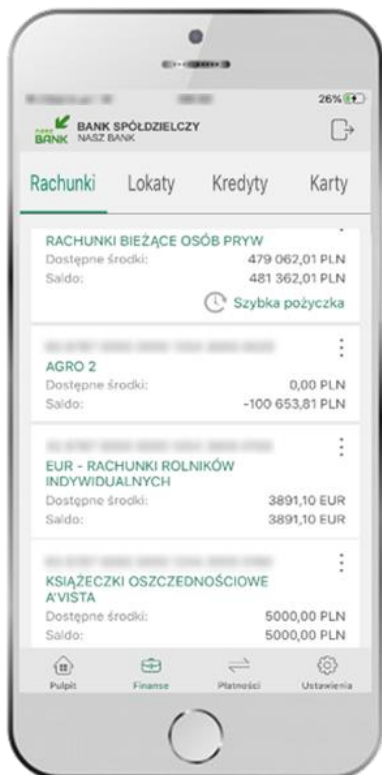 26%
nasz BANK
BANK SPÓŁDZIELCZY
NASZ BANK
Rachunki Lokaty Kredyty Karty
RACHUNKI BIEŻĄCE OSÓB PRYW
Dostępne środki: 479 062,01 PLN
Saldo: 481 362,01 PLN
Szybka pożyczka
AGRO 2
Dostępne środki: 0,00 PLN
Saldo: -100 653,81 PLN
EUR - RACHUNKI ROLNIKÓW
INDYWIDUALNYCH
Dostępne środki: 3891,10 EUR
Saldo: 3891,10 EUR
KSIĄŻECZKI OSZCZEDNOŚCIOWE
A'VISTA
Dostępne środki: 5000,00 PLN
Saldo: 5000,00 PLN
Pulpit Finanse Płatności Ustawienia